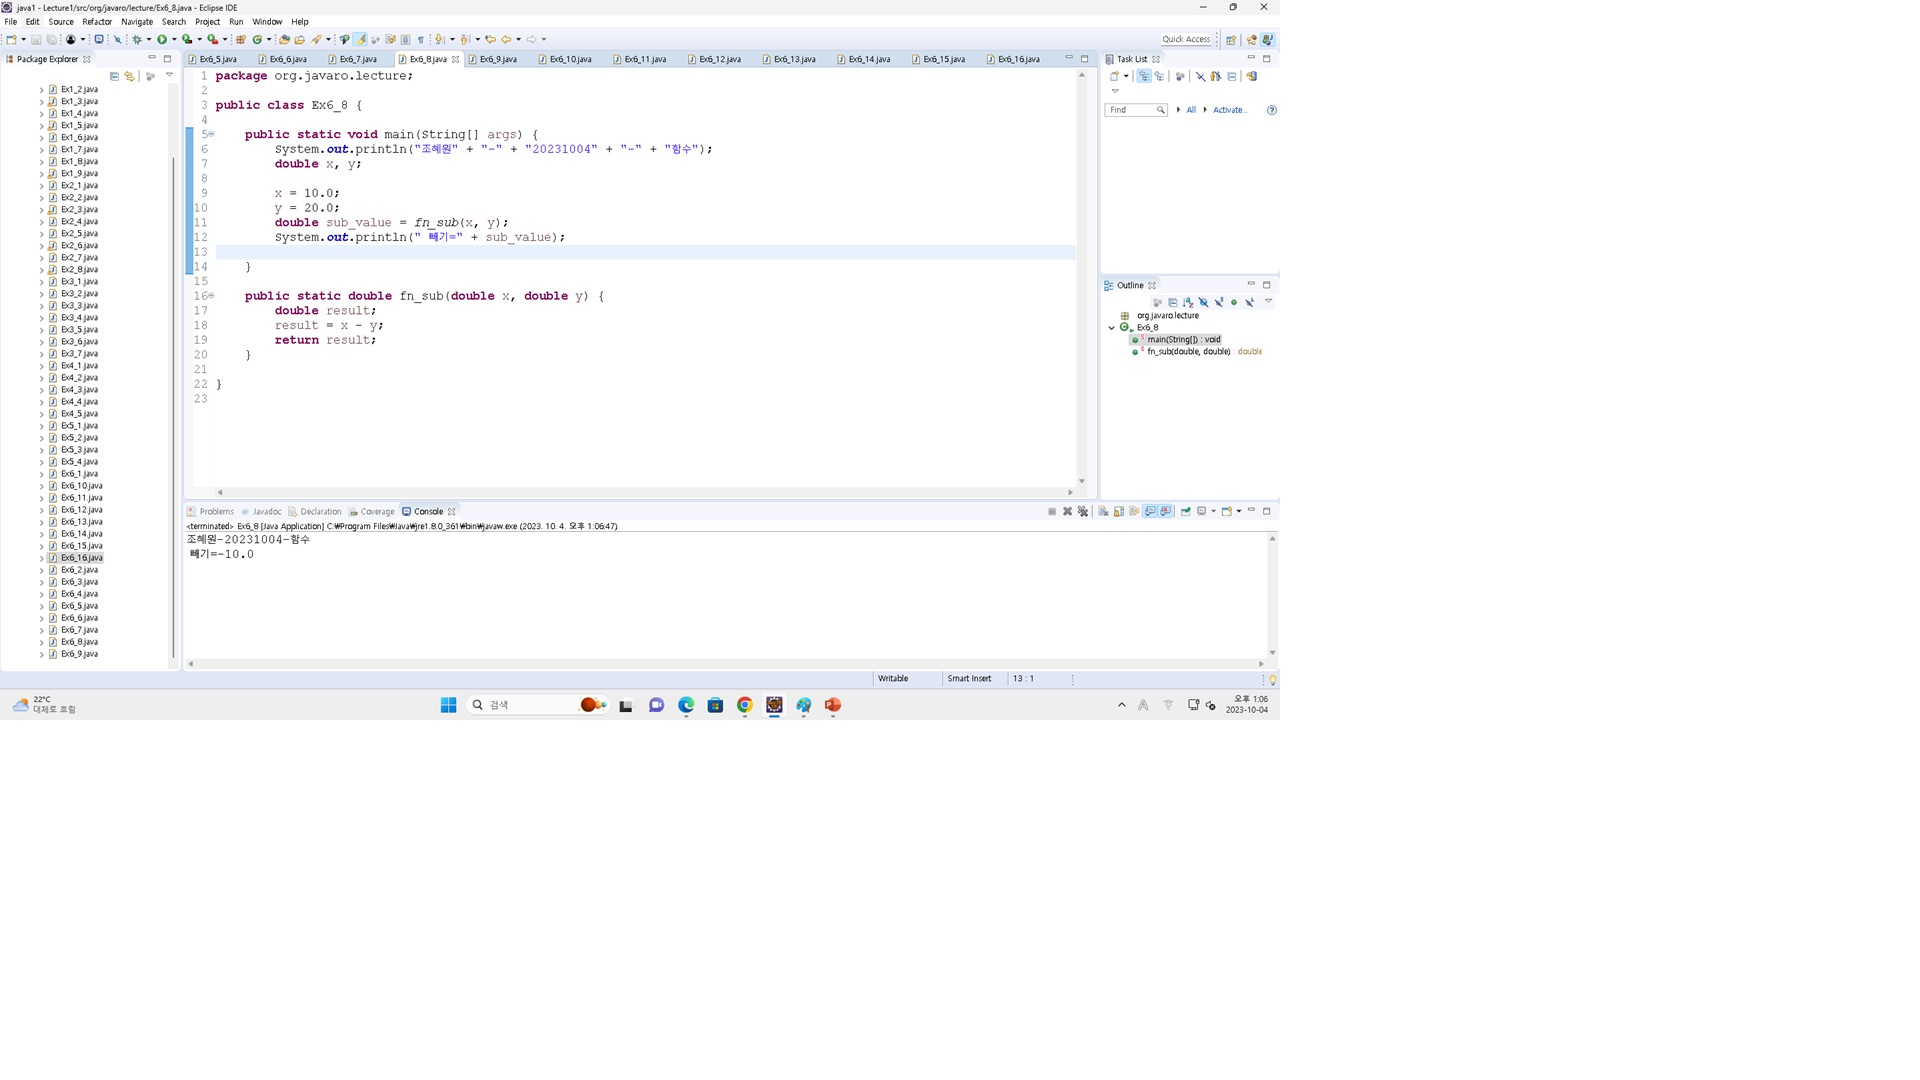 java1 - Lecture1/src/org/javaro/lecture/Ex6_8.java - Eclipse IDE
File Edit Source Refactor Navigate Search Project Run Window Help
Quick Access
Package Explorer
Ex1_2.java
Ex1_3.java
Ex1_4.java
Ex1_5.java
Ex1_6.java
Ex1_7.java
Ex1_8.java
Ex1_9.java
Ex2_1.java
Ex2_2.java
Ex2_3.java
Ex2_4.java
Ex2_5.java
Ex2_6.java
Ex2_7.java
Ex2_8.java
Ex3_1.java
Ex3_2.java
Ex3_3.java
Ex3_4.java
Ex3_5.java
Ex3_6.java
Ex3_7.java
Ex4_1.java
Ex4_2.java
Ex4_3.java
Ex4_4.java
Ex4_5.java
Ex5_1.java
Ex5_2.java
Ex5_3.java
Ex5_4.java
Ex6_1.java
Ex6_10.java
Ex6_11.java
Ex6_12.java
Ex6_13.java
Ex6_14.java
Ex6_15.java
Ex6_16.java
Ex6_2.java
Ex6_3.java
Ex6_4.java
Ex6_5.java
Ex6_6.java
Ex6_7.java
Ex6_8.java
Ex6_9.java
Ex6_5.java Ex6_6.java Ex6_7.java Ex6_8.java Ex6_9.java Ex6_10.java Ex6_11.java Ex6_12.java Ex6_13.java Ex6_14.java Ex6_15.java Ex6_16.java
1 package org.javaro.lecture;
2
3 public class Ex6_8 {
4
5     public static void main(String[] args) {
6         System.out.println("조혜원" + "-" + "20231004" + "-" + "함수");
7         double x, y;
8
9         x = 10.0;
10         y = 20.0;
11         double sub_value = fn_sub(x, y);
12         System.out.println(" 빼기=" + sub_value);
13
14     }
15
16     public static double fn_sub(double x, double y) {
17         double result;
18         result = x - y;
19         return result;
20     }
21
22 }
23
Task List
Find All Activate...
Outline
org.javaro.lecture
Ex6_8
main(String[]) : void
fn_sub(double, double) : double
Problems Javadoc Declaration Coverage Console
<terminated> Ex6_8 [Java Application] C:₩Program Files₩Java₩jre1.8.0_361₩bin₩javaw.exe (2023. 10. 4. 오후 1:06:47)
조혜원-20231004-함수
빼기=-10.0
Writable Smart Insert 13 : 1
22°C
대체로 흐림
검색
오후 1:06
2023-10-04